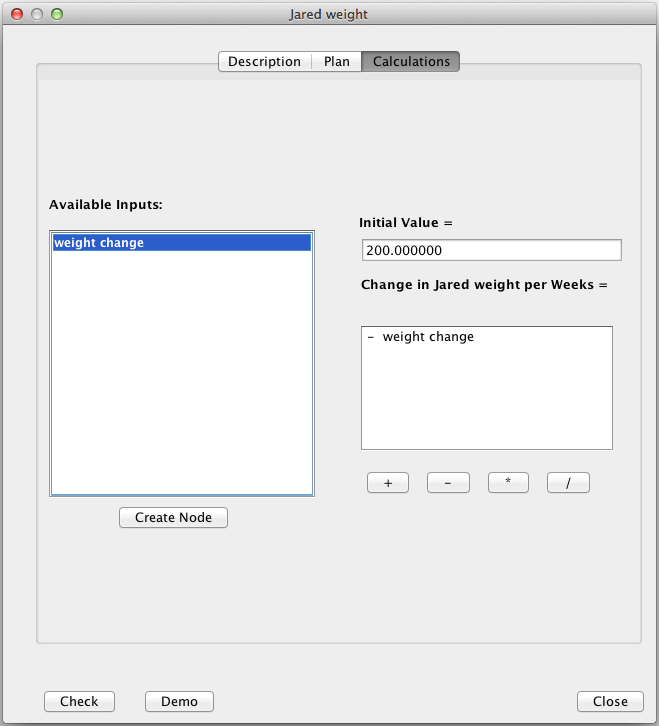 Jared weight
Description Plan Calculations
Available Inputs:
weight change
Initial Value =
200.000000
Change in Jared weight per Weeks =
- weight change
+ - * /
Create Node
Check Demo Close